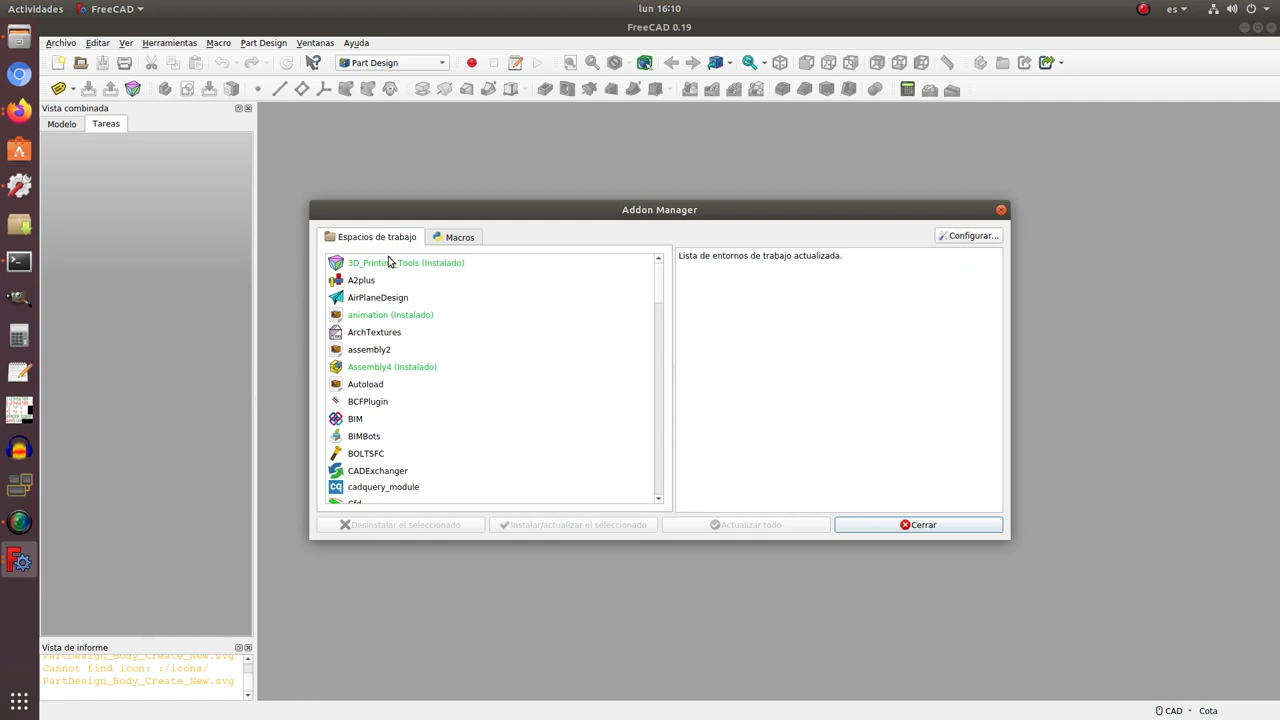 Actividades FreeCAD lun 16:10 es
FreeCAD 0.19
Archivo Editar Ver Herramientas Macro Part Design Ventanas Ayuda
Part Design
Vista combinada
Modelo Tareas
Addon Manager
Espacios de trabajo Macros Configurar...
3D_Printing_Tools (Instalado)
A2plus
AirPlaneDesign
animation (Instalado)
ArchTextures
assembly2
Assembly4 (Instalado)
Autoload
BCFPlugin
BIM
BIMBots
BOLTSFC
CADExchanger
cadquery_module
Cfd
Lista de entornos de trabajo actualizada.
Desinstalar el seleccionado Instalar/actualizar el seleccionado Actualizar todo Cerrar
Vista de informe
PartDesign_Body_Create_New.svg
Cannot find icon: :/icons/
PartDesign_Body_Create_New.svg
CAD Cota